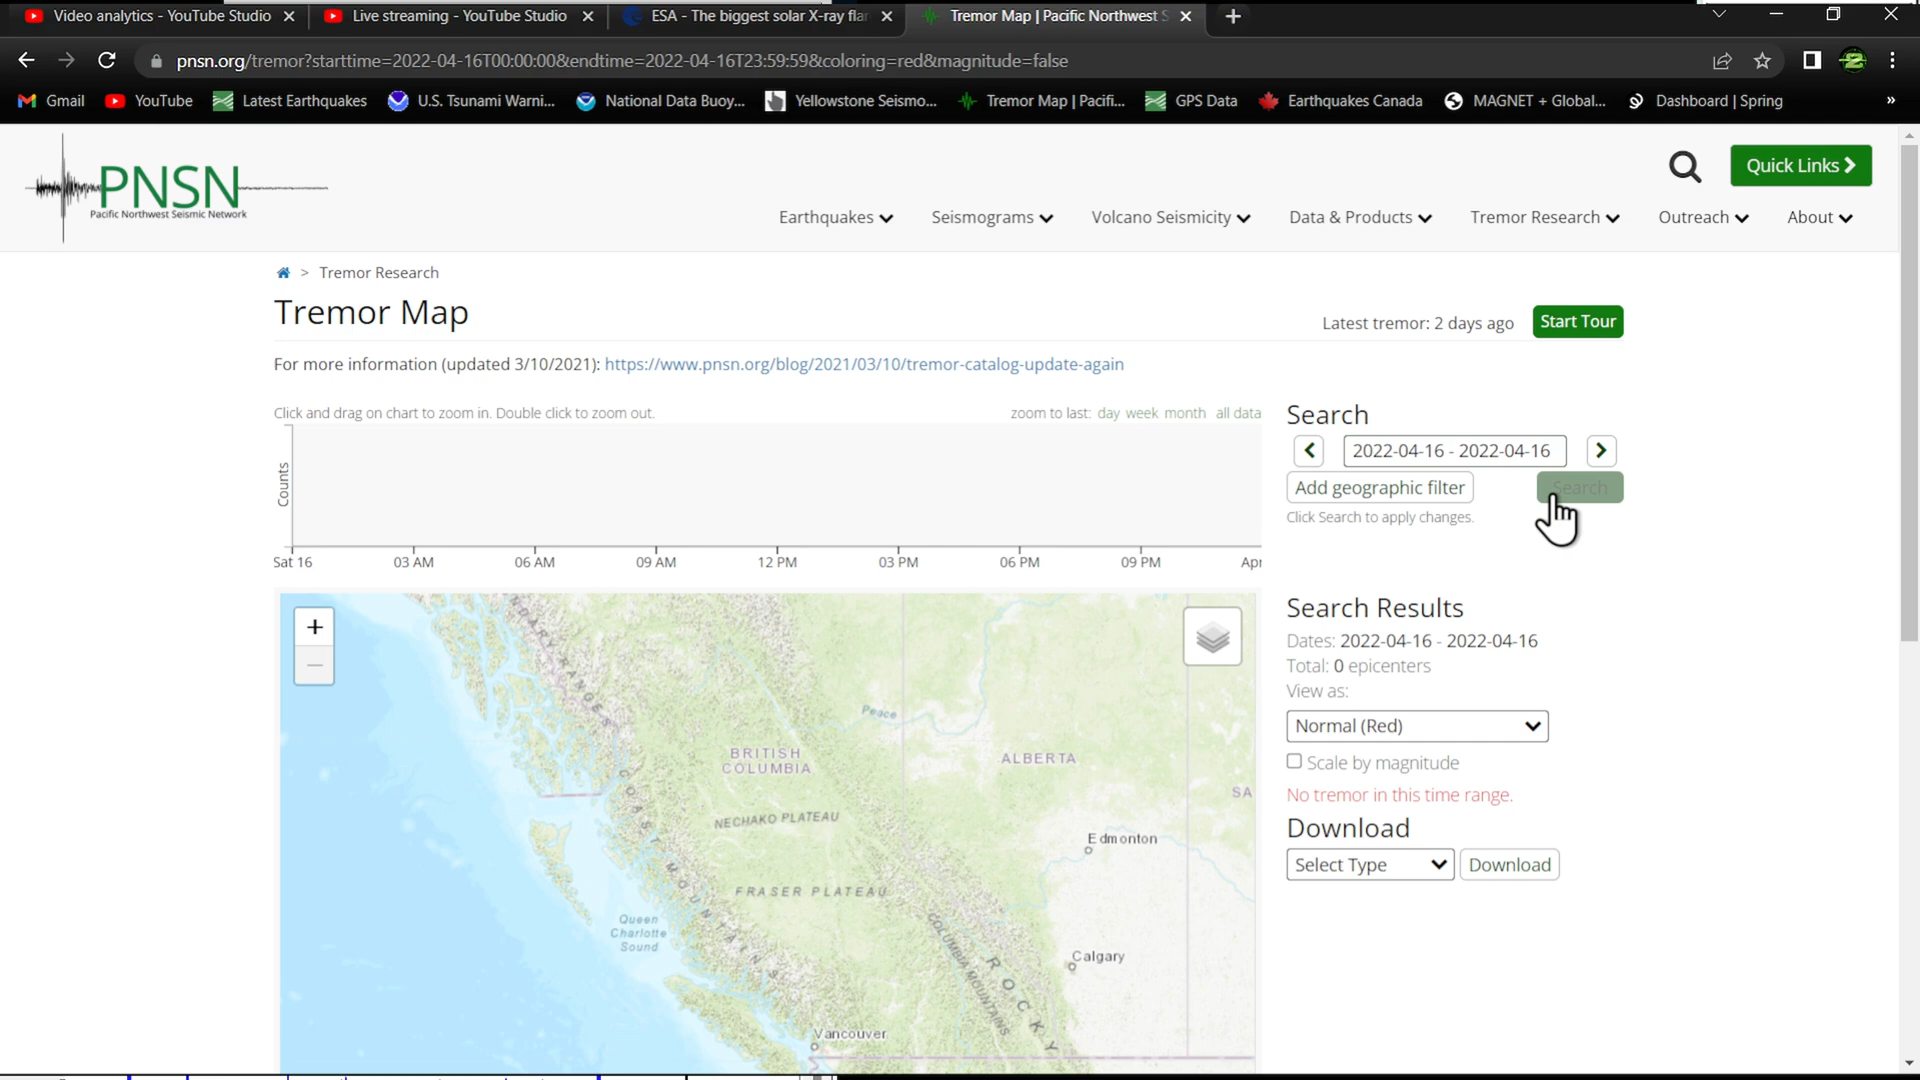 Video analytics - YouTube Studio
Live streaming - YouTube Studio
ESA - The biggest solar X-ray flar
Tremor Map | Pacific Northwest S
pnsn.org/tremor?starttime=2022-04-16T00:00:00&endtime=2022-04-16T23:59:59&coloring=red&magnitude=false
Gmail
YouTube
Latest Earthquakes
U.S. Tsunami Warni...
National Data Buoy...
Yellowstone Seismo...
Tremor Map | Pacifi...
GPS Data
Earthquakes Canada
MAGNET + Global...
Dashboard | Spring
»
PNSN
Pacific Northwest Seismic Network
Quick Links
Earthquakes
Seismograms
Volcano Seismicity
Data & Products
Tremor Research
Outreach
About
> Tremor Research
Tremor Map
Latest tremor: 2 days ago
Start Tour
For more information (updated 3/10/2021): https://www.pnsn.org/blog/2021/03/10/tremor-catalog-update-again
Click and drag on chart to zoom in. Double click to zoom out.
zoom to last: day week month all data
Counts
Sat 16
03 AM
06 AM
09 AM
12 PM
03 PM
06 PM
09 PM
Apr
Search
2022-04-16 - 2022-04-16
Add geographic filter
Search
Click Search to apply changes.
Search Results
Dates: 2022-04-16 - 2022-04-16
Total: 0 epicenters
View as:
Normal (Red)
Scale by magnitude
No tremor in this time range.
Download
Select Type
Download
+
−
NDARY RANGES
Peace
BRITISH
COLUMBIA
ALBERTA
SA
NECHAKO PLATEAU
Edmonton
COAST MOUNTAINS
FRASER PLATEAU
Queen
Charlotte
Sound
COLUMBIA MOUNTAINS
ROCKY
Calgary
Vancouver